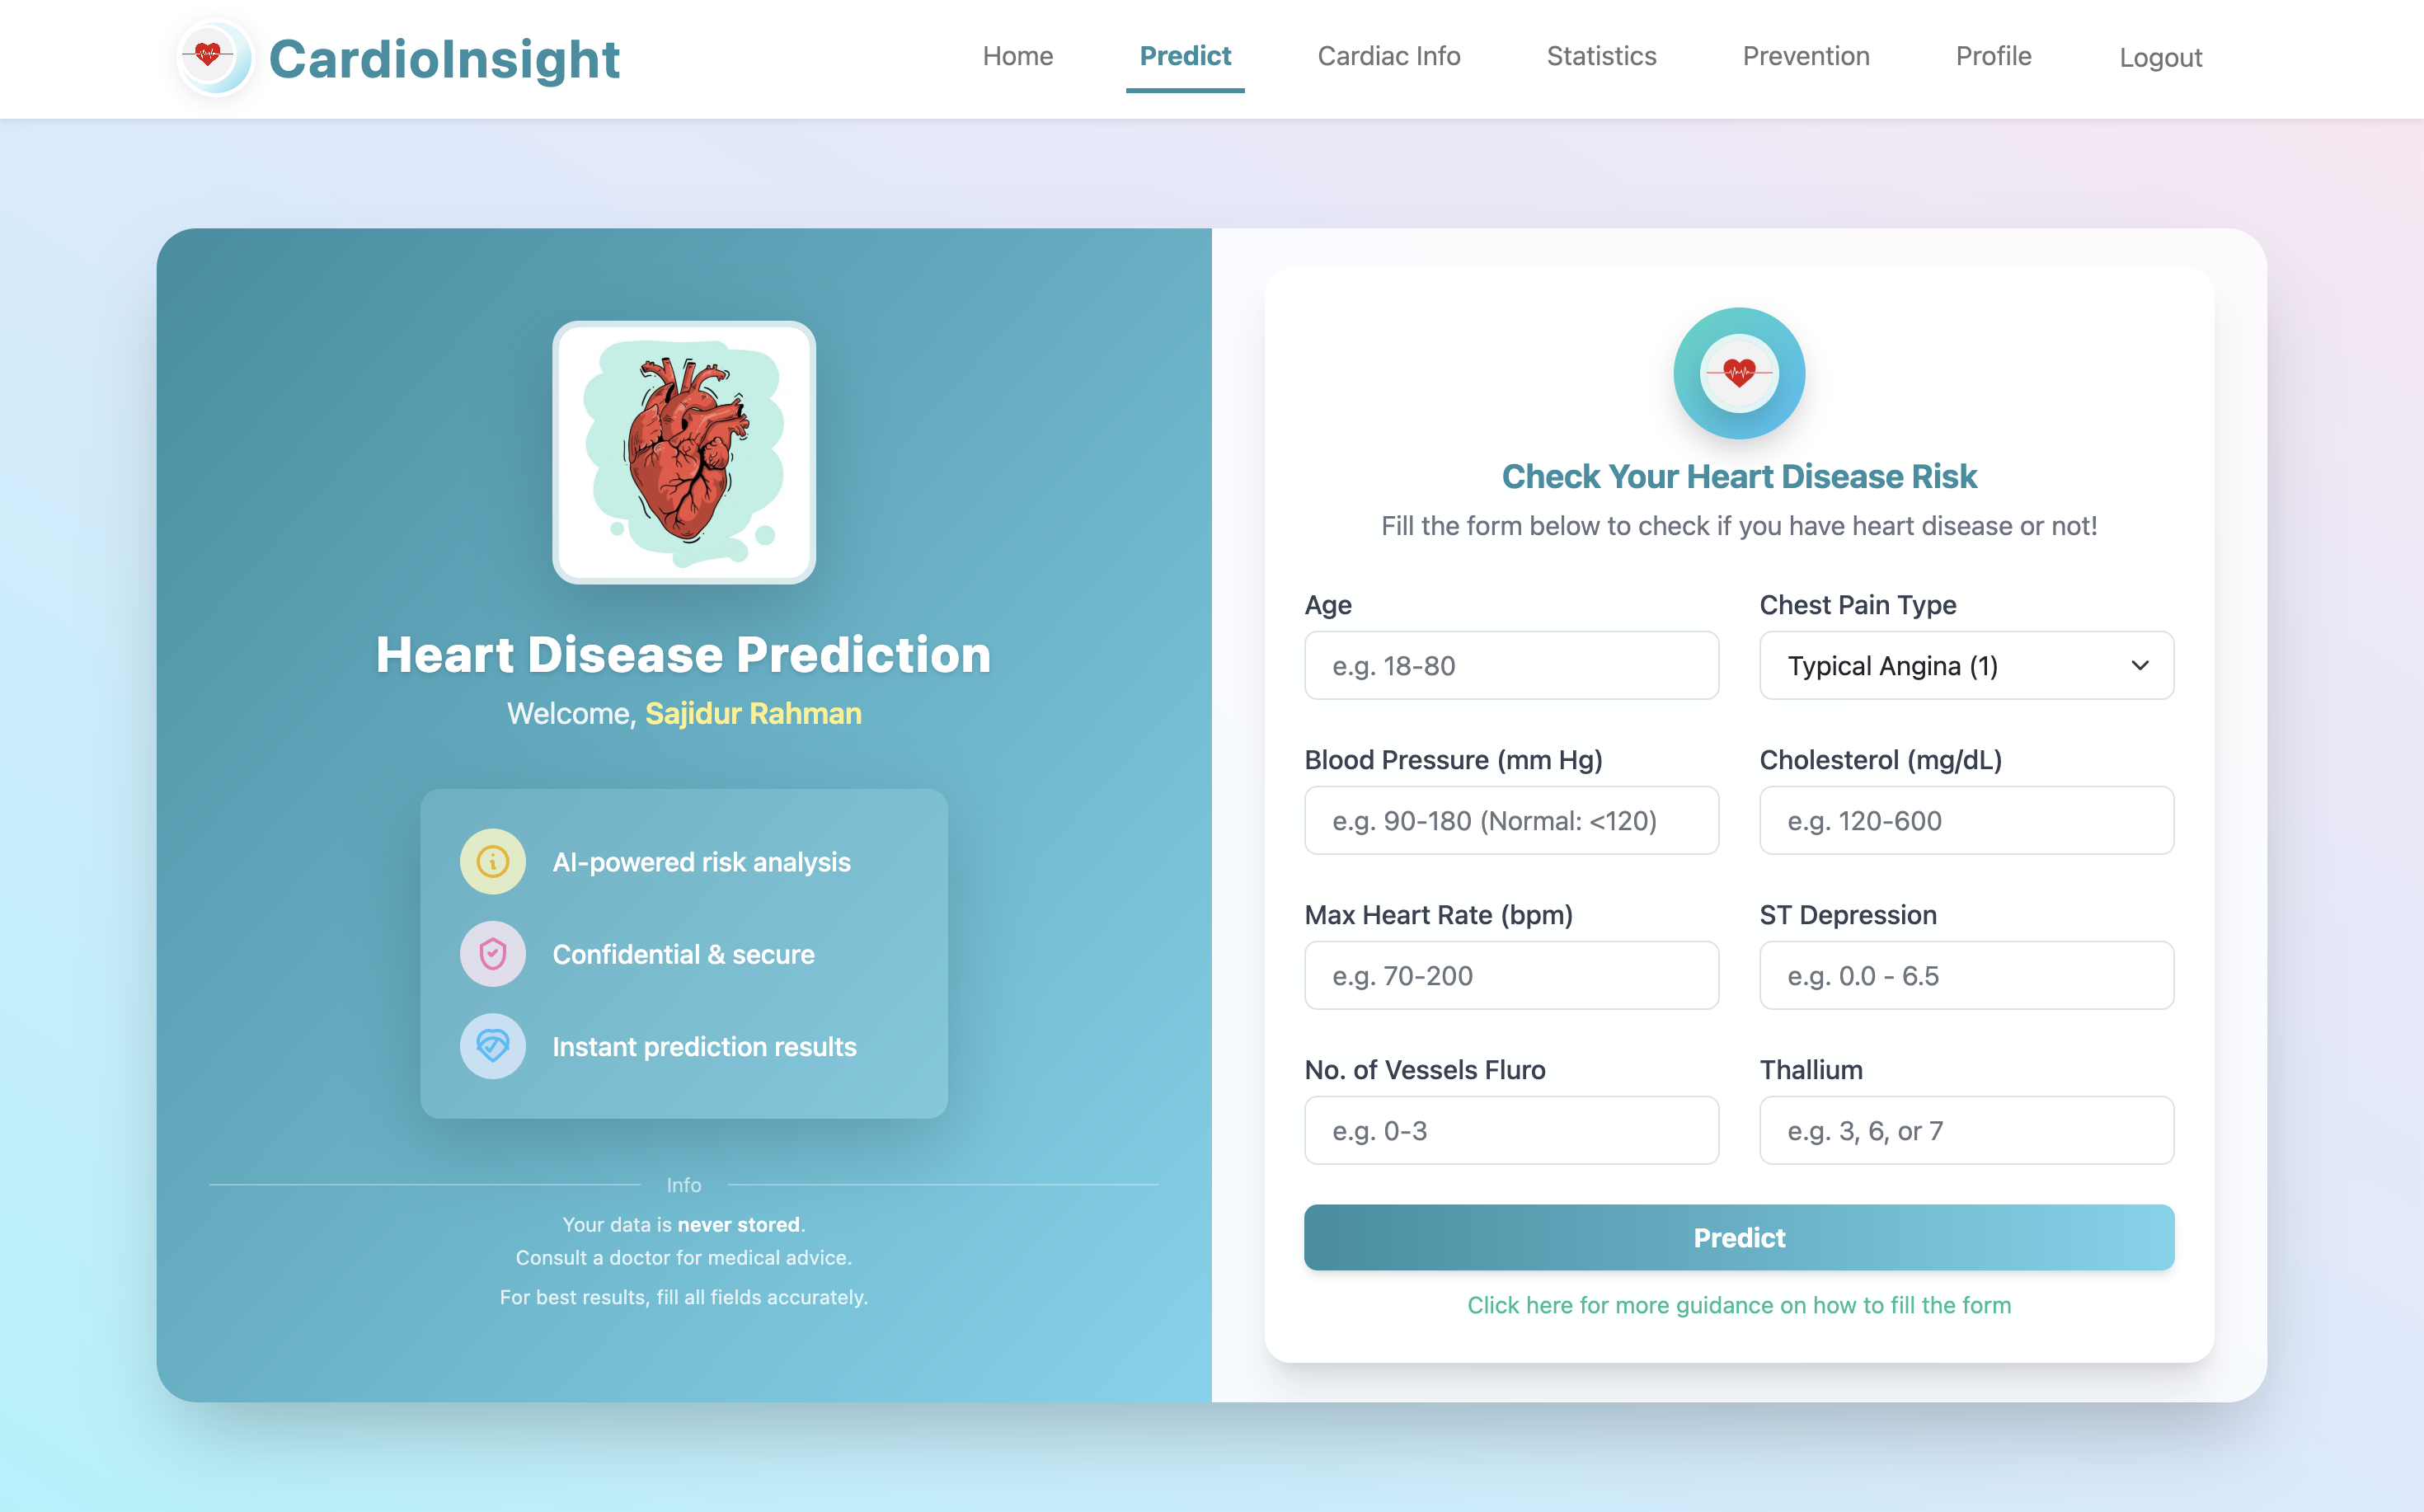 CardioInsight
Home
Predict
Cardiac Info
Statistics
Prevention
Profile
Logout
Heart Disease Prediction
Welcome, Sajidur Rahman
AI-powered risk analysis
Confidential & secure
Instant prediction results
Info
Your data is never stored.
Consult a doctor for medical advice.
For best results, fill all fields accurately.
Check Your Heart Disease Risk
Fill the form below to check if you have heart disease or not!
Age
e.g. 18-80
Chest Pain Type
Typical Angina (1)
Blood Pressure (mm Hg)
e.g. 90-180 (Normal: <120)
Cholesterol (mg/dL)
e.g. 120-600
Max Heart Rate (bpm)
e.g. 70-200
ST Depression
e.g. 0.0 - 6.5
No. of Vessels Fluro
e.g. 0-3
Thallium
e.g. 3, 6, or 7
Predict
Click here for more guidance on how to fill the form